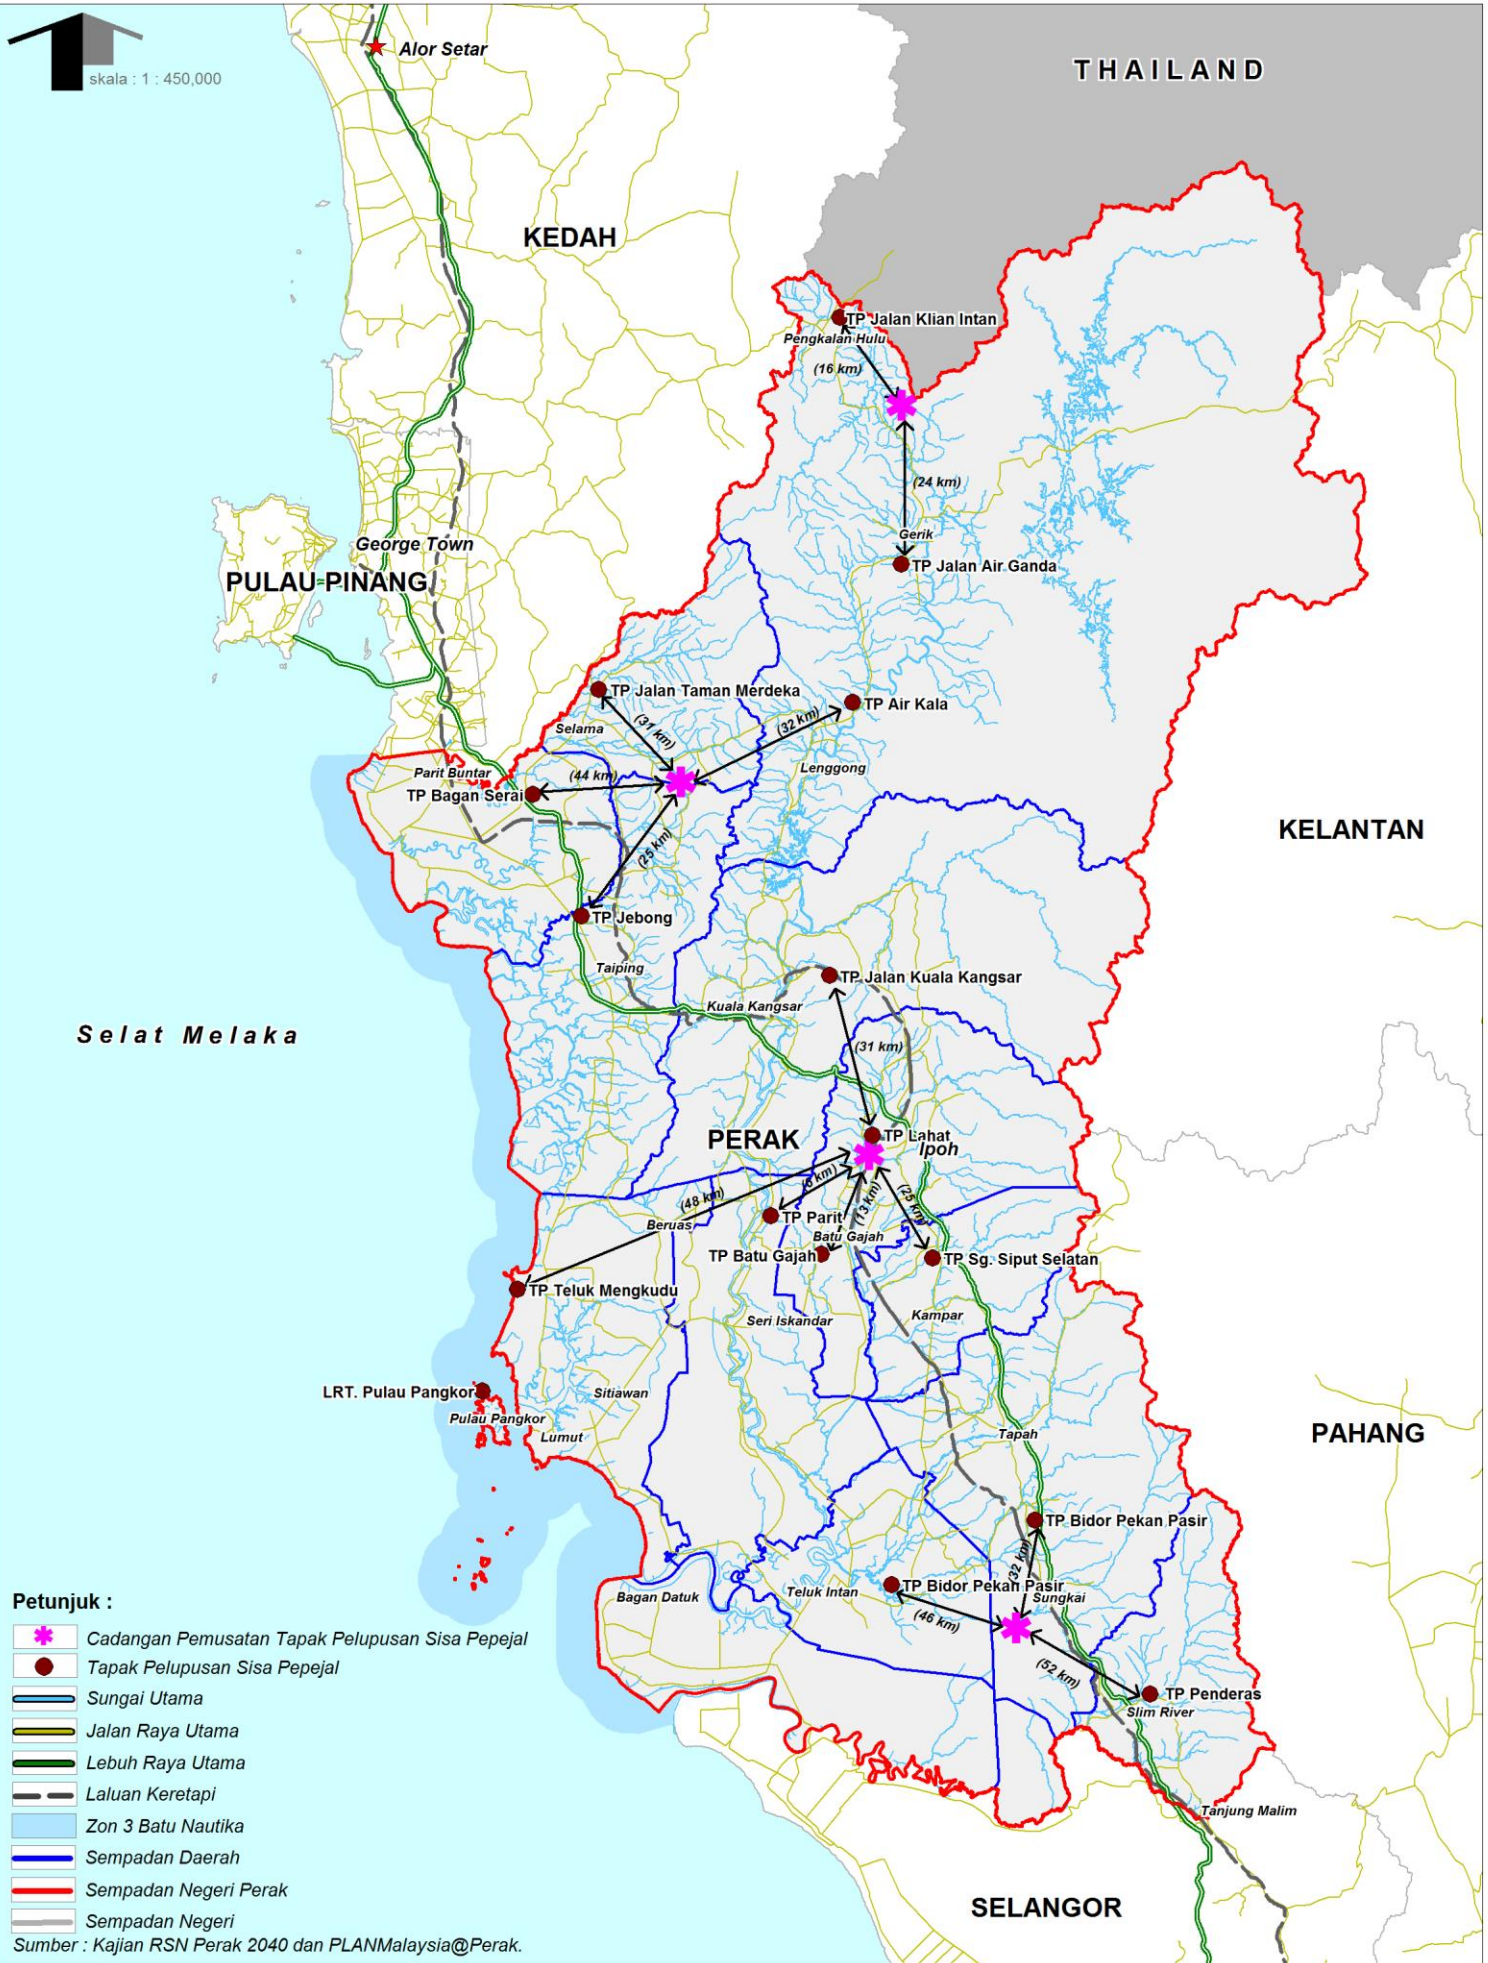 skala : 1 : 450,000
Alor Setar
THAILAND
KEDAH
TP Jalan Klian Intan
Pengkalan Hulu
(16 km)
(24 km)
Gerik
TP Jalan Air Ganda
George Town
PULAU PINANG
TP Jalan Taman Merdeka
(31 km)
TP Air Kala
(32 km)
Selama
Lenggong
Parit Buntar
(44 km)
TP Bagan Serai
(25 km)
KELANTAN
TP Jebong
Taiping
TP Jalan Kuala Kangsar
Kuala Kangsar
Selat Melaka
(31 km)
PERAK
TP Lahat
Ipoh
(48 km)
(13 km)
(25 km)
Beruas
TP Parit
Batu Gajah
TP Batu Gajah
TP Sg. Siput Selatan
TP Teluk Mengkudu
Seri Iskandar
Kampar
LRT. Pulau Pangkor
Sitiawan
Pulau Pangkor
Lumut
Tapah
PAHANG
TP Bidor Pekan Pasir
(32 km)
Bagan Datuk
Teluk Intan
TP Bidor Pekan Pasir
Sungkai
(46 km)
(52 km)
TP Penderas
Slim River
Tanjung Malim
SELANGOR
Petunjuk :
Cadangan Pemusatan Tapak Pelupusan Sisa Pepejal
Tapak Pelupusan Sisa Pepejal
Sungai Utama
Jalan Raya Utama
Lebuh Raya Utama
Laluan Keretapi
Zon 3 Batu Nautika
Sempadan Daerah
Sempadan Negeri Perak
Sempadan Negeri
Sumber : Kajian RSN Perak 2040 dan PLANMalaysia@Perak.